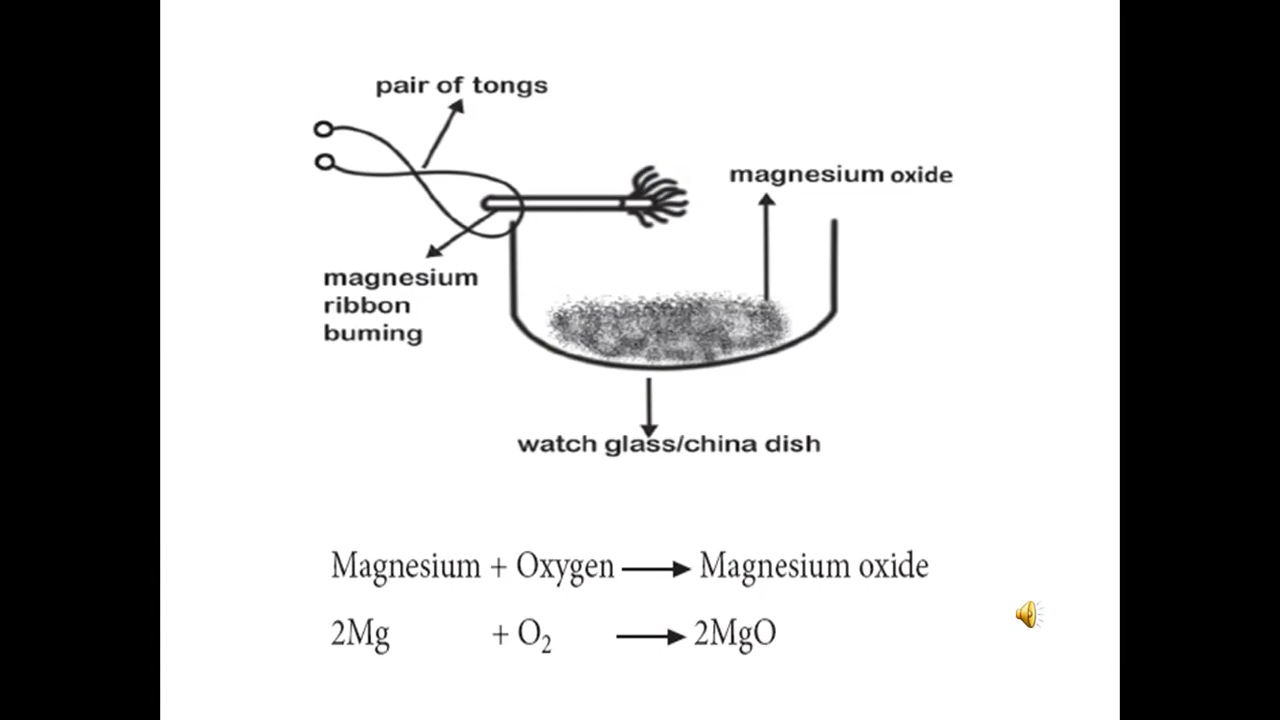 pair of tongs
magnesium oxide
magnesium
ribbon
buming
watch glass/china dish
Magnesium + Oxygen ⟶ Magnesium oxide
2Mg + O₂ ⟶ 2MgO